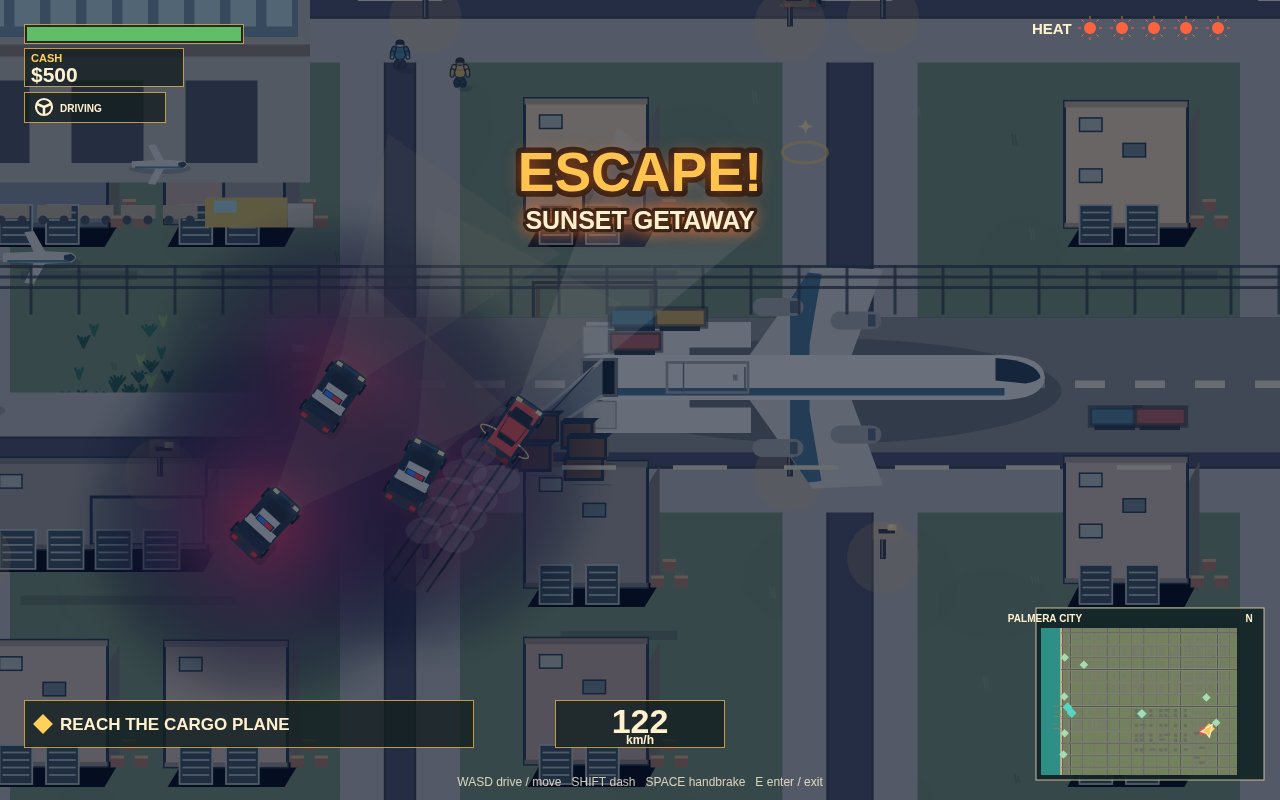 HEAT
CASH
$500
DRIVING
ESCAPE!
SUNSET GETAWAY
PALMERA CITY N
REACH THE CARGO PLANE
122
km/h
WASD drive / move SHIFT dash SPACE handbrake E enter / exit